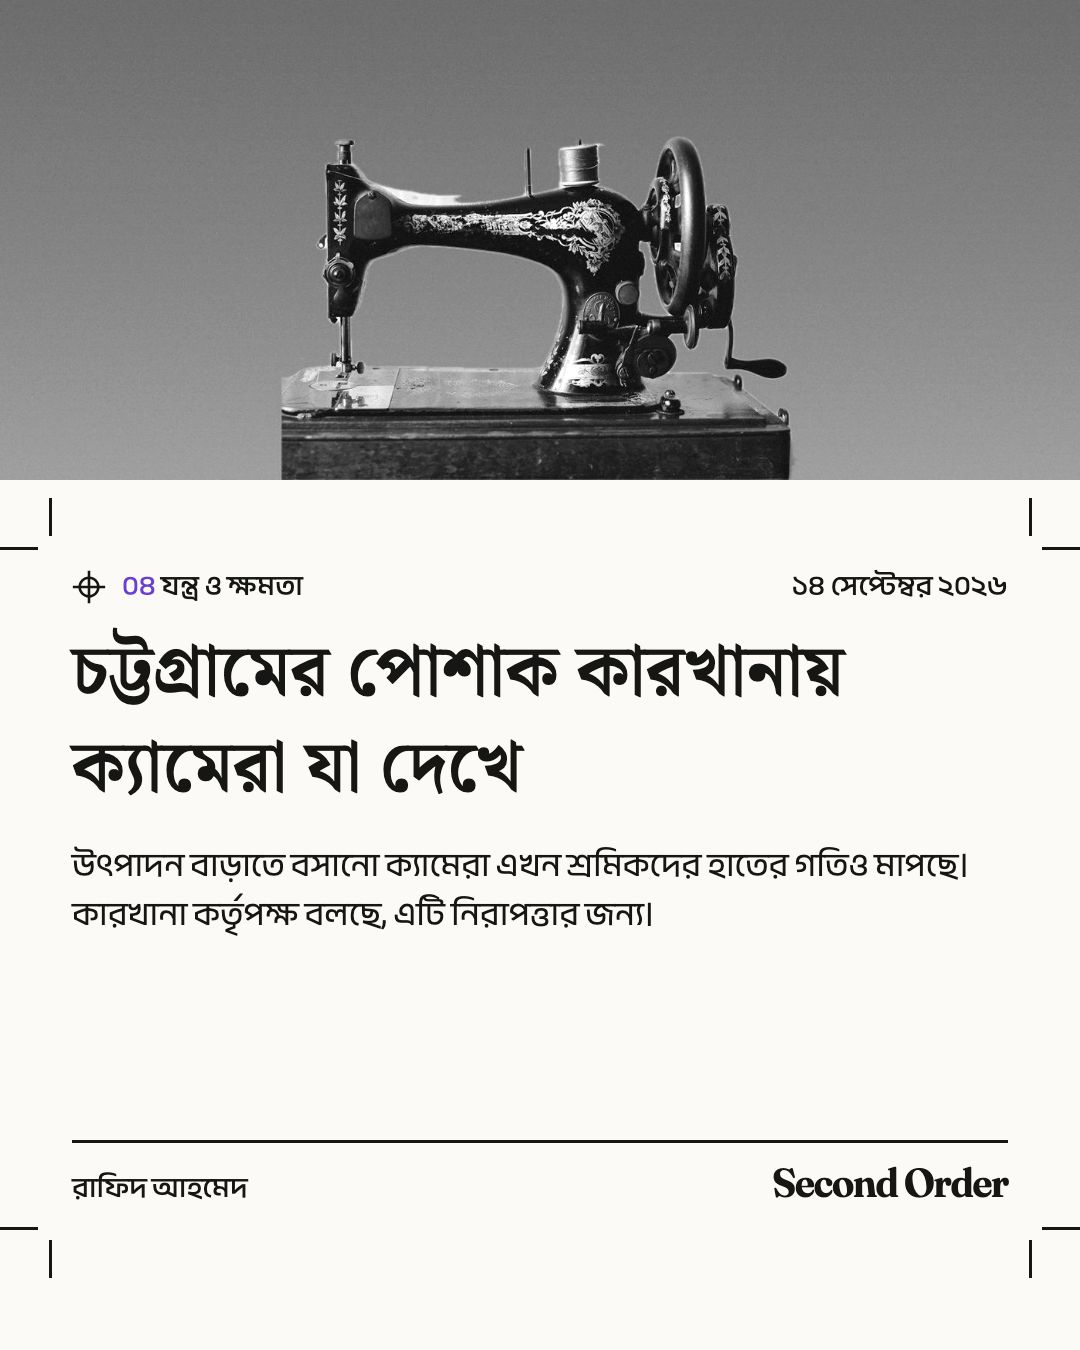 ০৪ যন্ত্র ও ক্ষমতা
১৪ সেপ্টেম্বর ২০২৬
চট্টগ্রামের পোশাক কারখানায়
ক্যামেরা যা দেখে
উৎপাদন বাড়াতে বসানো ক্যামেরা এখন শ্রমিকদের হাতের গতিও মাপছে।
কারখানা কর্তৃপক্ষ বলছে, এটি নিরাপত্তার জন্য।
রাফিদ আহমেদ
Second Order